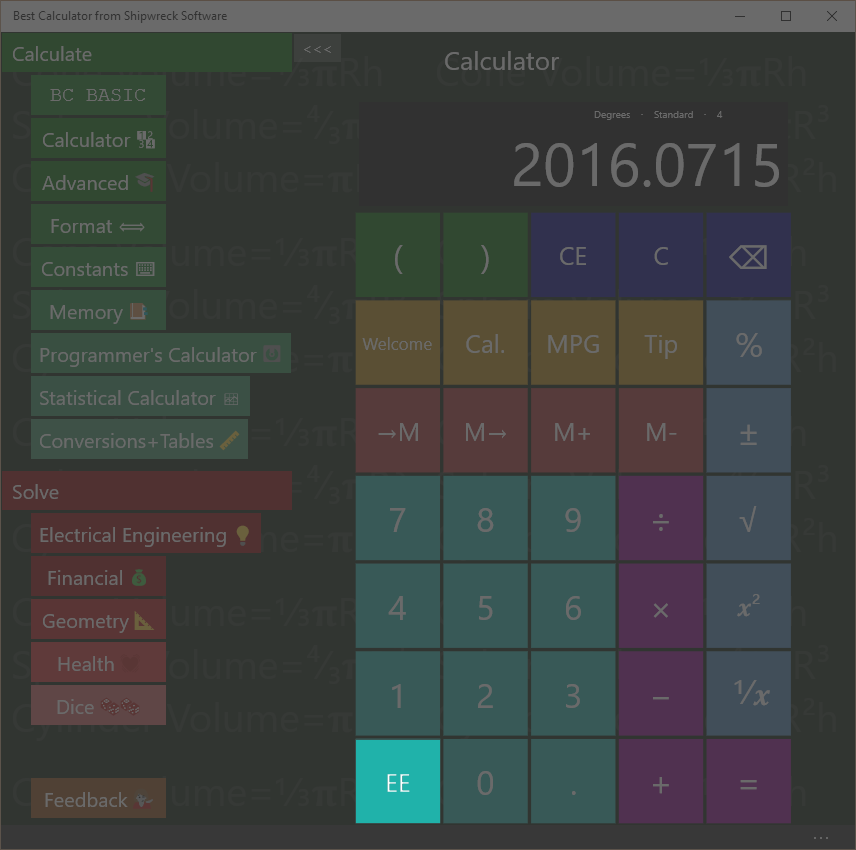 Best Calculator from Shipwreck Software
Calculate
<<<
BC BASIC
Calculator
Advanced
Format
Constants
Memory
Programmer's Calculator
Statistical Calculator
Conversions+Tables
Solve
Electrical Engineering
Financial
Geometry
Health
Dice
Feedback
Calculator
Degrees · Standard · 4
2016.0715
( ) CE C ⌫
Welcome Cal. MPG Tip %
→M M→ M+ M- ±
7 8 9 ÷ √
4 5 6 × x²
1 2 3 − ¹⁄x
EE 0 . + =
...